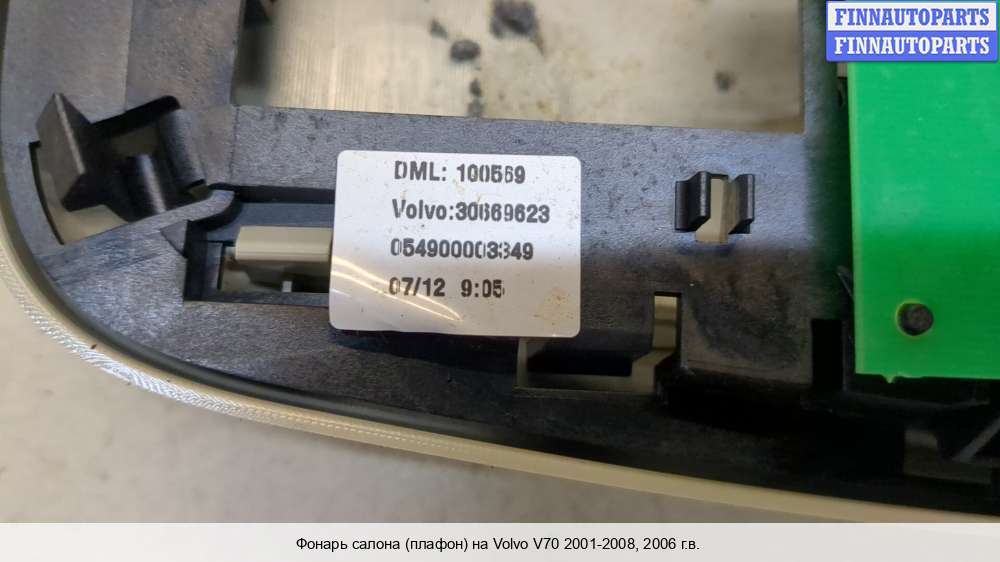 FINNAUTOPARTS
FINNAUTOPARTS
DML: 100569
Volvo:30669623
054900003349
07/12 9:05
Фонарь салона (плафон) на Volvo V70 2001-2008, 2006 г.в.